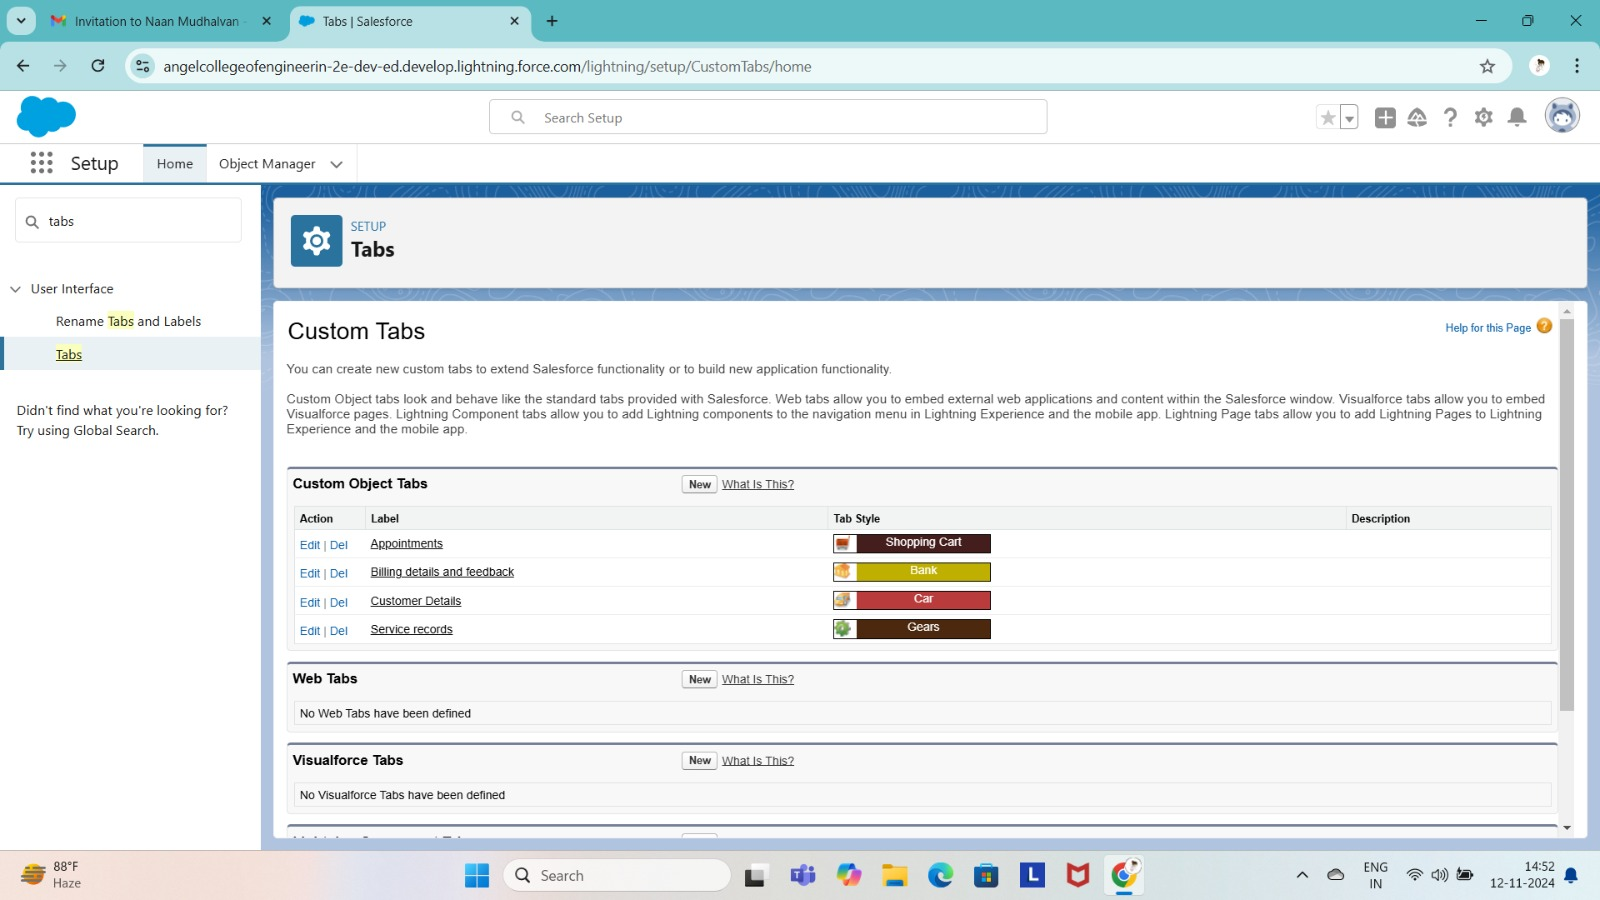 Invitation to Naan Mudhalvan -
Tabs | Salesforce
angelcollegeofengineerin-2e-dev-ed.develop.lightning.force.com/lightning/setup/CustomTabs/home
Search Setup
Setup
Home
Object Manager
tabs
User Interface
Rename Tabs and Labels
Tabs
Didn't find what you're looking for?
Try using Global Search.
SETUP
Tabs
Custom Tabs
Help for this Page ?
You can create new custom tabs to extend Salesforce functionality or to build new application functionality.
Custom Object tabs look and behave like the standard tabs provided with Salesforce. Web tabs allow you to embed external web applications and content within the Salesforce window. Visualforce tabs allow you to embed
Visualforce pages. Lightning Component tabs allow you to add Lightning components to the navigation menu in Lightning Experience and the mobile app. Lightning Page tabs allow you to add Lightning Pages to Lightning
Experience and the mobile app.
Custom Object Tabs New What Is This?
Action Label Tab Style Description
Edit | Del Appointments Shopping Cart
Edit | Del Billing details and feedback Bank
Edit | Del Customer Details Car
Edit | Del Service records Gears
Web Tabs New What Is This?
No Web Tabs have been defined
Visualforce Tabs New What Is This?
No Visualforce Tabs have been defined
88°F
Haze
Search
L
ENG
IN
14:52
12-11-2024